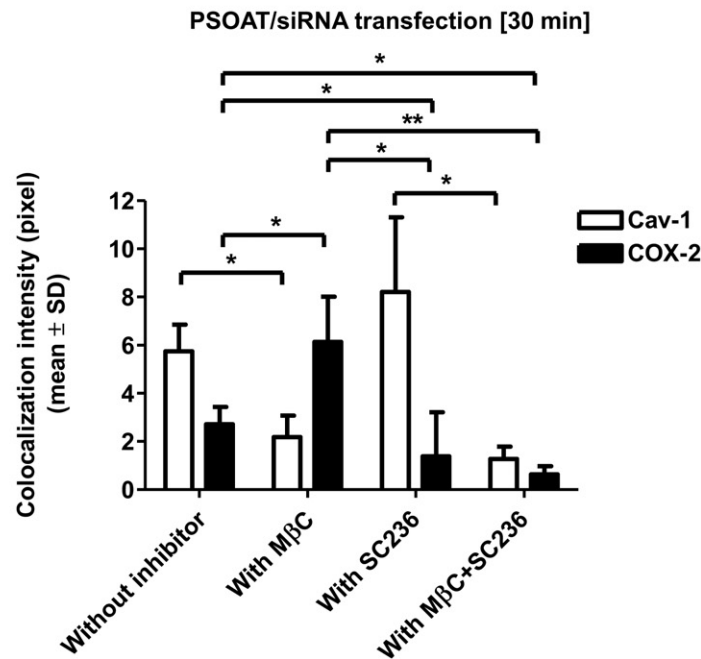 PSOAT/siRNA transfection [30 min]
*
*
**
*
*
*
*
12
10
8
6
4
2
0
Colocalization intensity (pixel)
(mean ± SD)
Cav-1
COX-2
Without inhibitor
With MβC
With SC236
With MβC+SC236